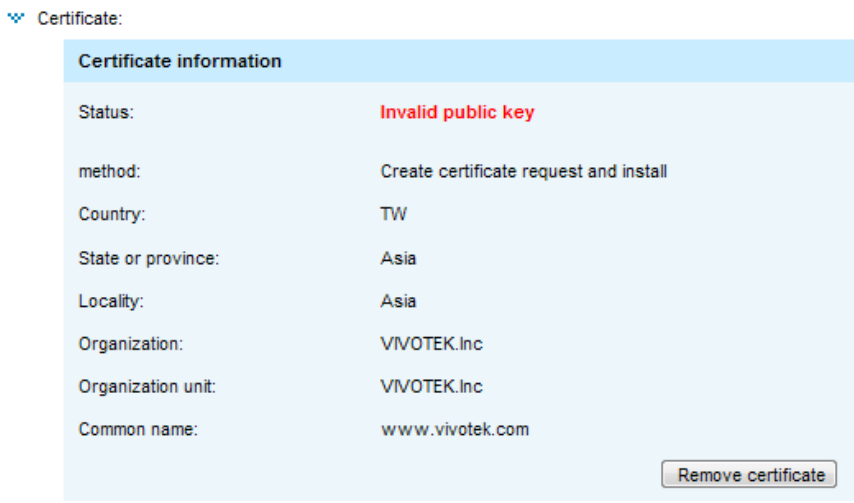 Certificate:
Certificate information
Status: Invalid public key
method: Create certificate request and install
Country: TW
State or province: Asia
Locality: Asia
Organization: VIVOTEK.Inc
Organization unit: VIVOTEK.Inc
Common name: www.vivotek.com
Remove certificate